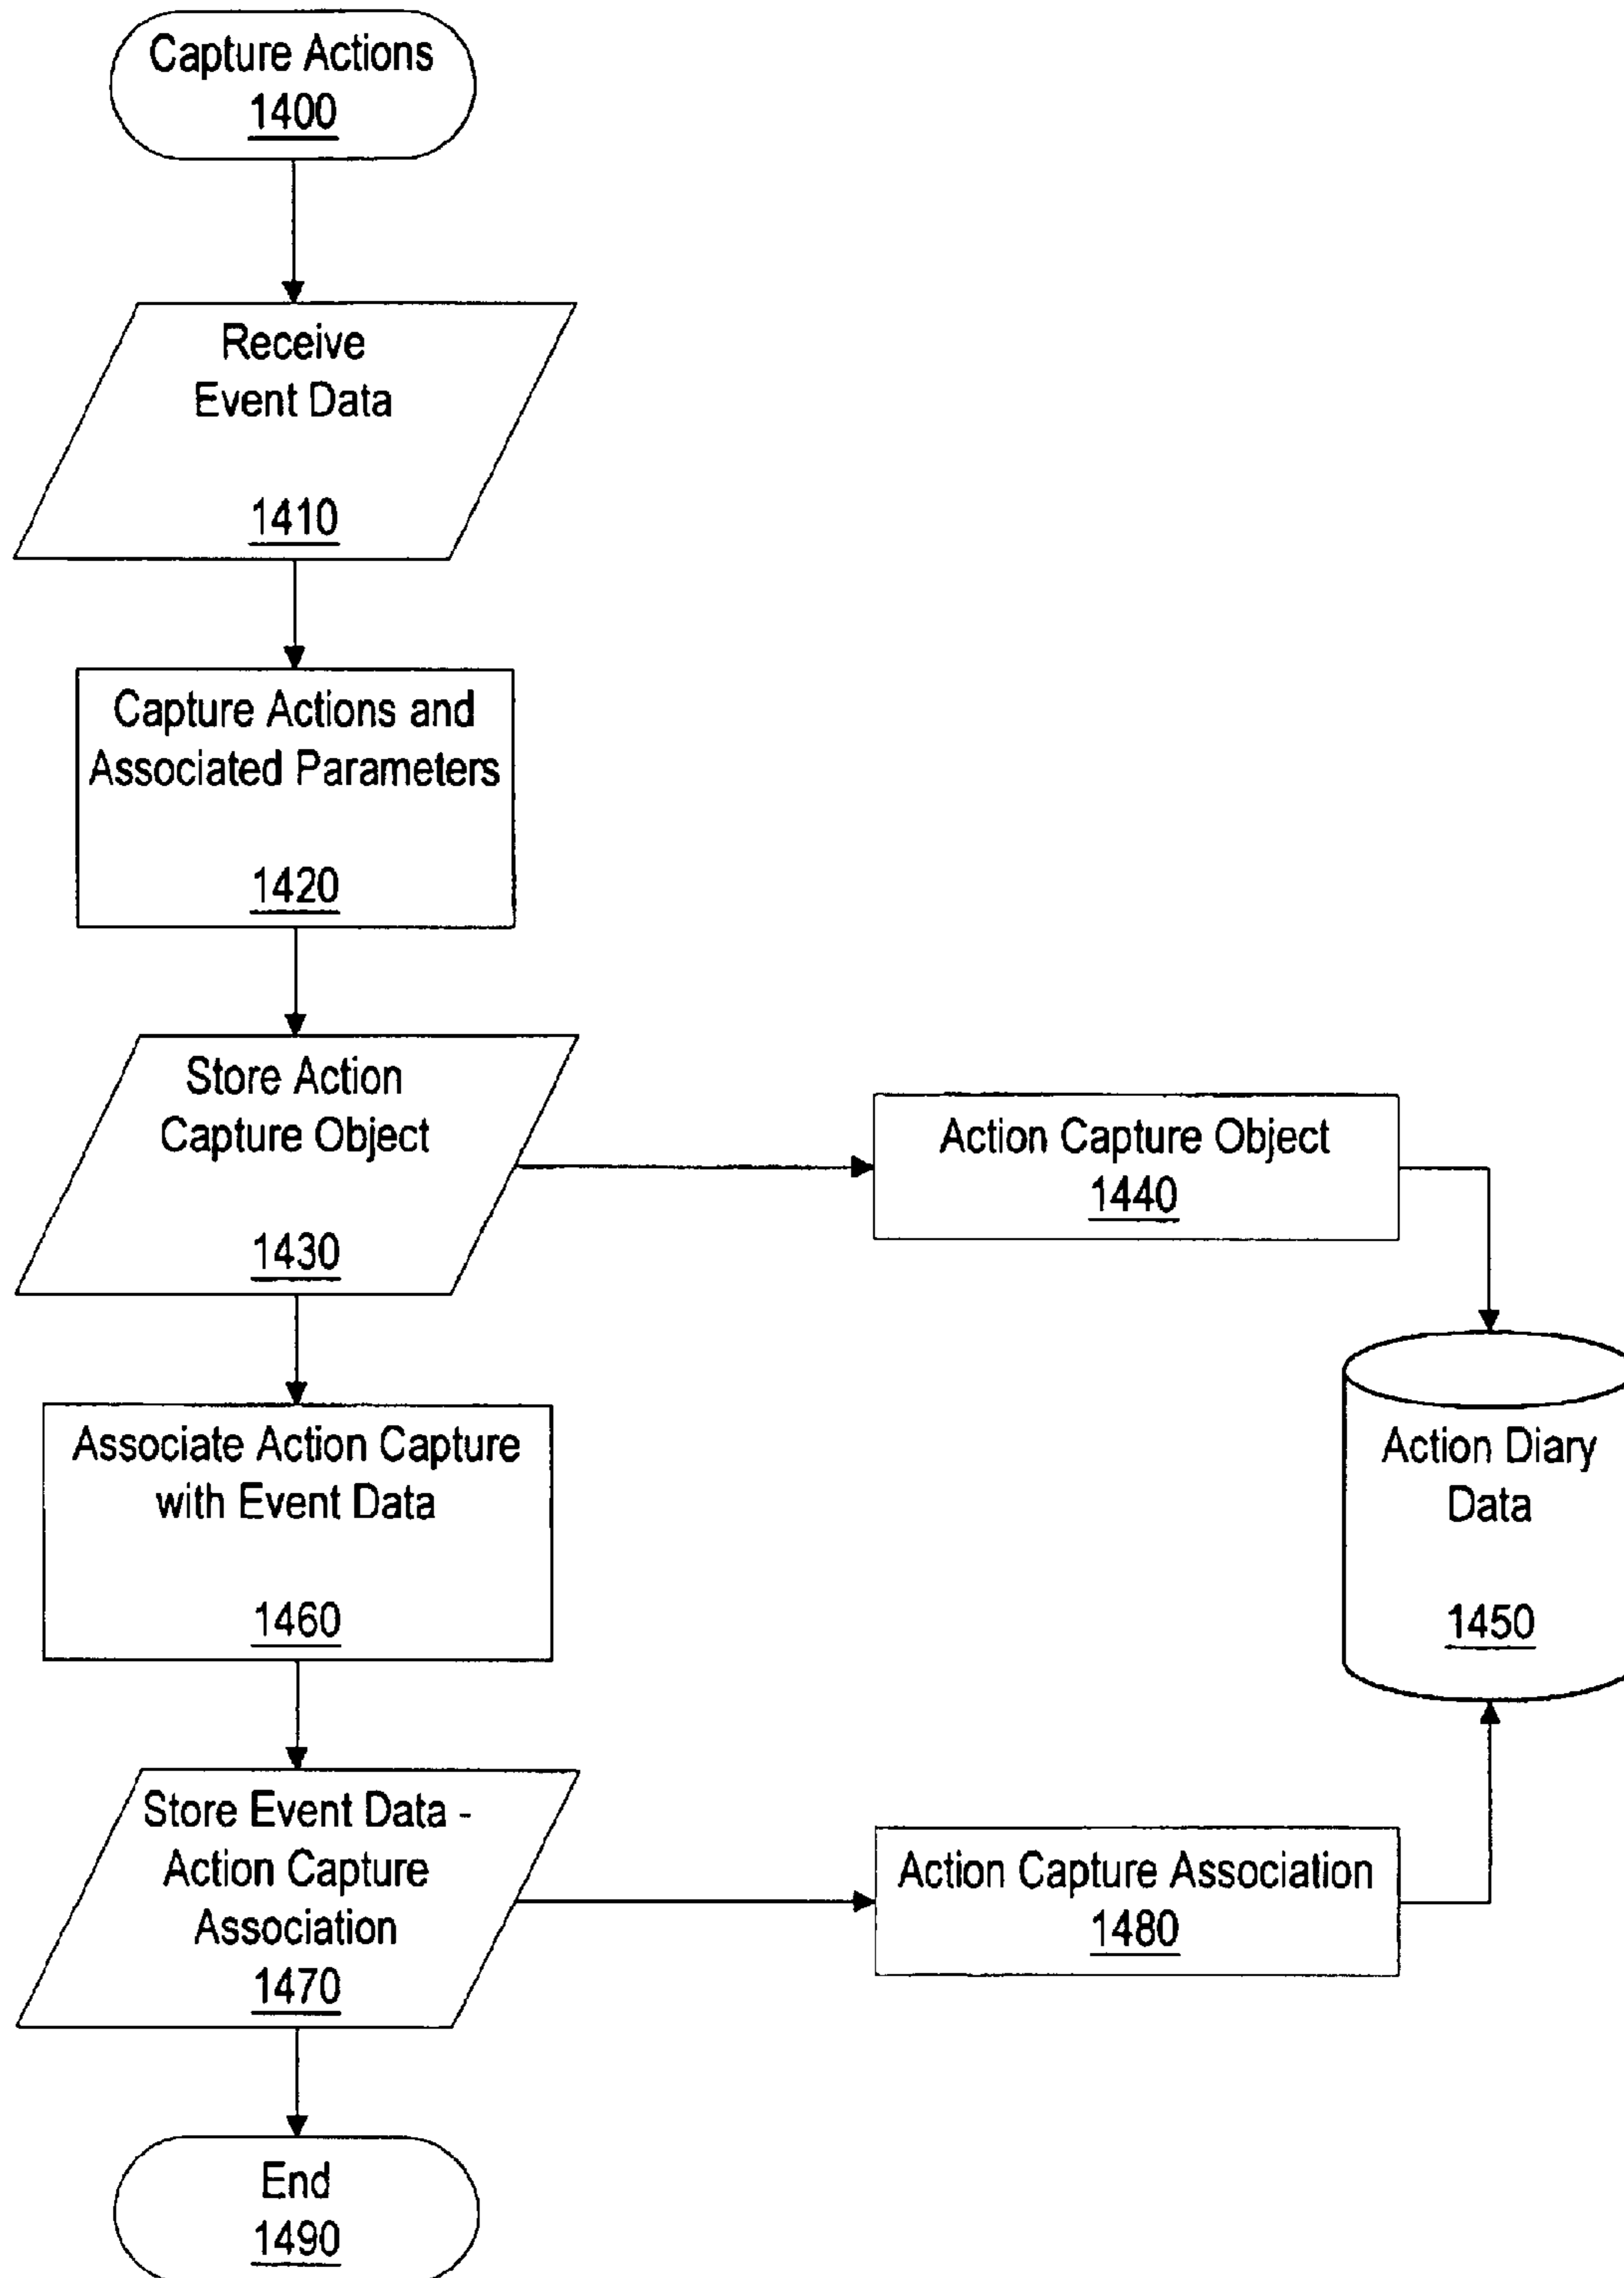 Capture Actions
1400
Receive
Event Data
1410
Capture Actions and
Associated Parameters
1420
Store Action
Capture Object
1430
Action Capture Object
1440
Action Diary
Data
1450
Associate Action Capture
with Event Data
1460
Store Event Data -
Action Capture
Association
1470
Action Capture Association
1480
End
1490